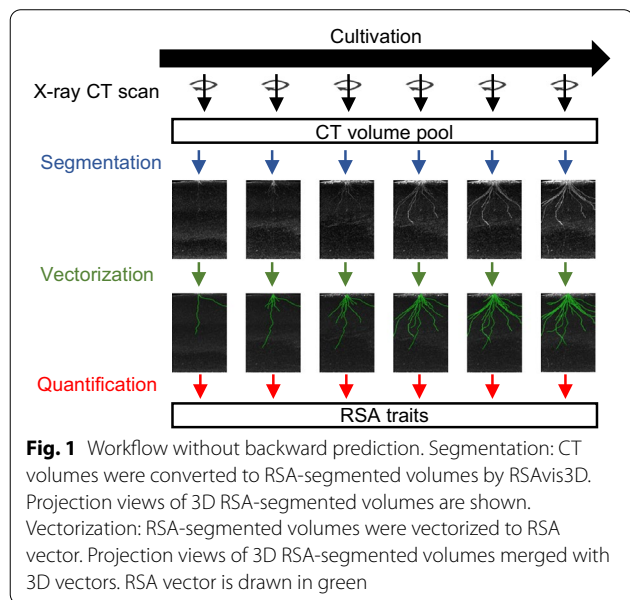 Cultivation
X-ray CT scan
CT volume pool
Segmentation
Vectorization
Quantification
RSA traits
Fig. 1 Workflow without backward prediction. Segmentation: CT
volumes were converted to RSA-segmented volumes by RSAvis3D.
Projection views of 3D RSA-segmented volumes are shown.
Vectorization: RSA-segmented volumes were vectorized to RSA
vector. Projection views of 3D RSA-segmented volumes merged with
3D vectors. RSA vector is drawn in green